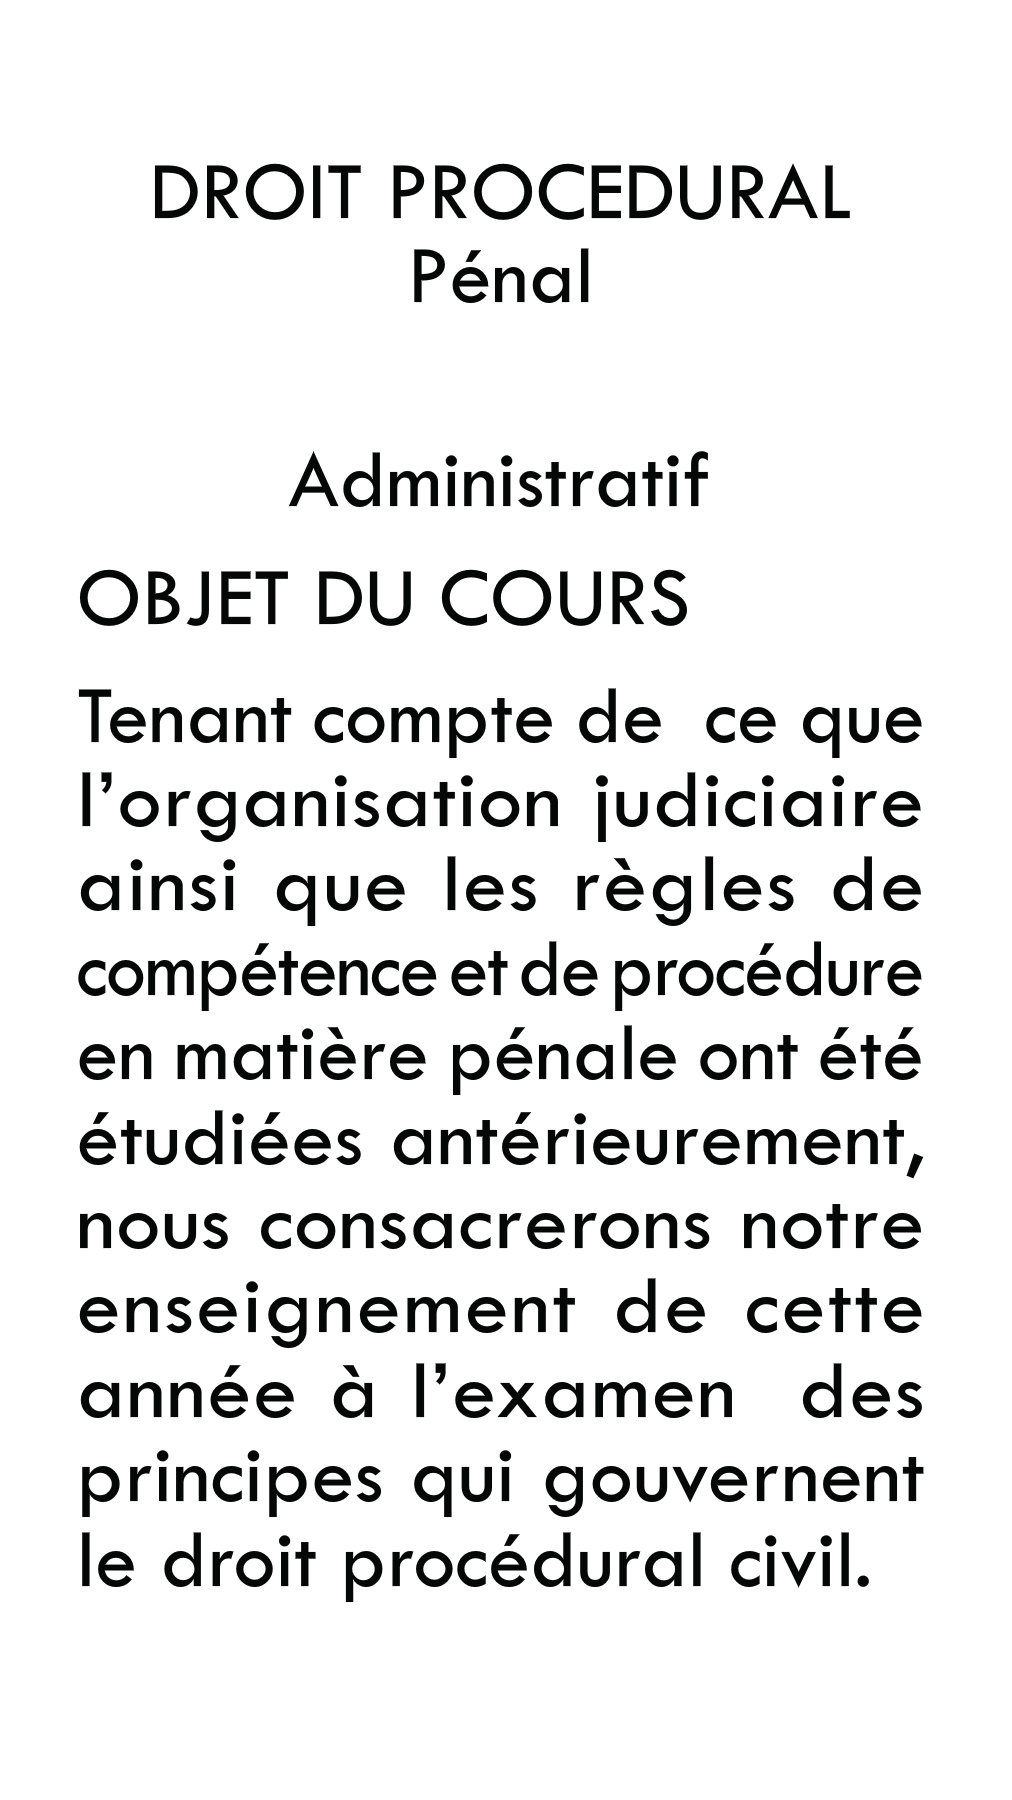 DROIT PROCEDURAL
Pénal
Administratif
OBJET DU COURS
Tenant compte de  ce que
l’organisation judiciaire
ainsi que les règles de
compétence et de procédure
en matière pénale ont été
étudiées antérieurement,
nous consacrerons notre
enseignement de cette
année à l’examen  des
principes qui gouvernent
le droit procédural civil.